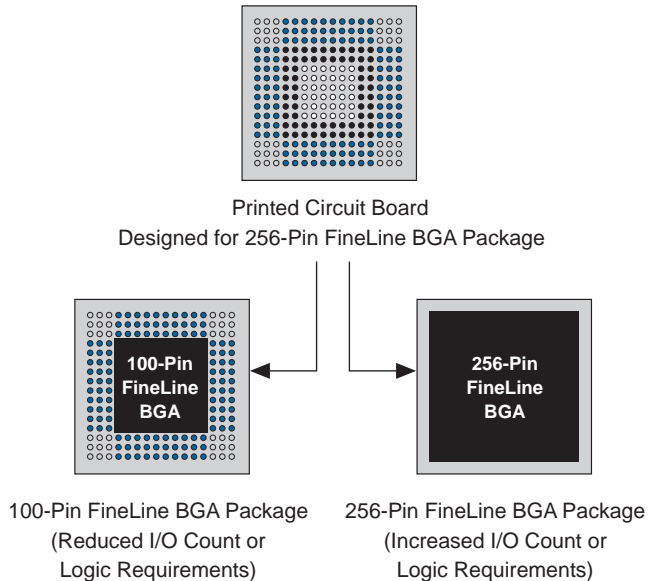 Printed Circuit Board
Designed for 256-Pin FineLine BGA Package
100-Pin
FineLine
BGA
256-Pin
FineLine
BGA
100-Pin FineLine BGA Package
(Reduced I/O Count or
Logic Requirements)
256-Pin FineLine BGA Package
(Increased I/O Count or
Logic Requirements)